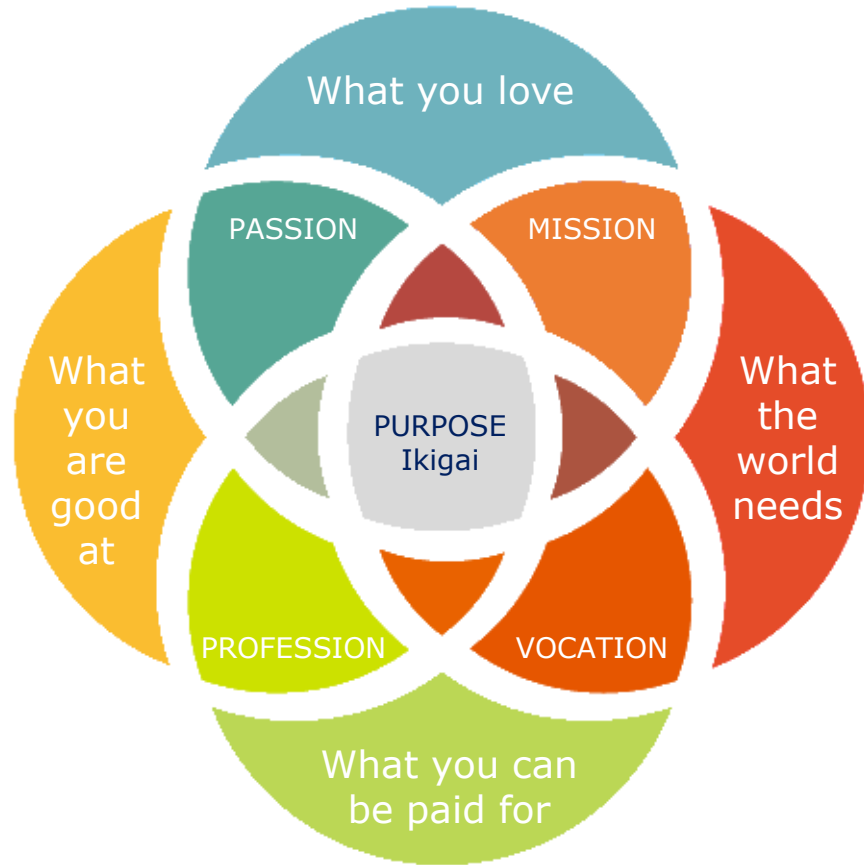 What you love
PASSION
MISSION
What
you
are
good
at
PURPOSE
Ikigai
What
the
world
needs
PROFESSION
VOCATION
What you can
be paid for